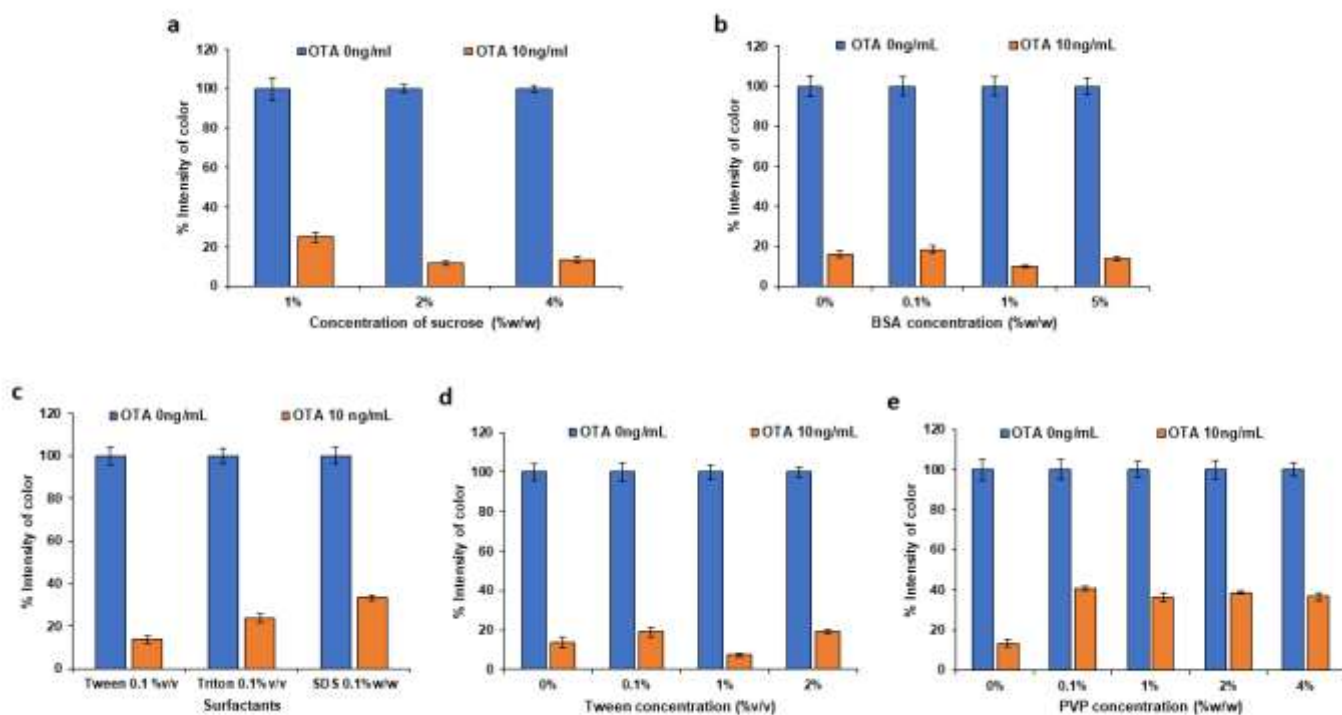 a
OTA 0ng/ml OTA 10ng/ml
120
100
80
60
40
20
0
% Intensity of color
1% 2% 4%
Concentration of sucrose (%w/w)
b
OTA 0ng/mL OTA 10ng/mL
120
100
80
60
40
20
0
% Intensity of color
0% 0.1% 1% 5%
BSA concentration (%w/w)
c
OTA 0ng/mL OTA 10 ng/mL
120
100
80
60
40
20
0
% Intensity of color
Tween 0.1 %v/v Triton 0.1% v/v SDS 0.1% w/w
Surfactants
d
OTA 0ng/mL OTA 10ng/mL
120
100
80
60
40
20
0
% Intensity of color
0% 0.1% 1% 2%
Tween concentration (%v/v)
e
OTA 0ng/mL OTA 10ng/mL
120
100
80
60
40
20
0
% Intensity of color
0% 0.1% 1% 2% 4%
PVP concentration (%w/w)